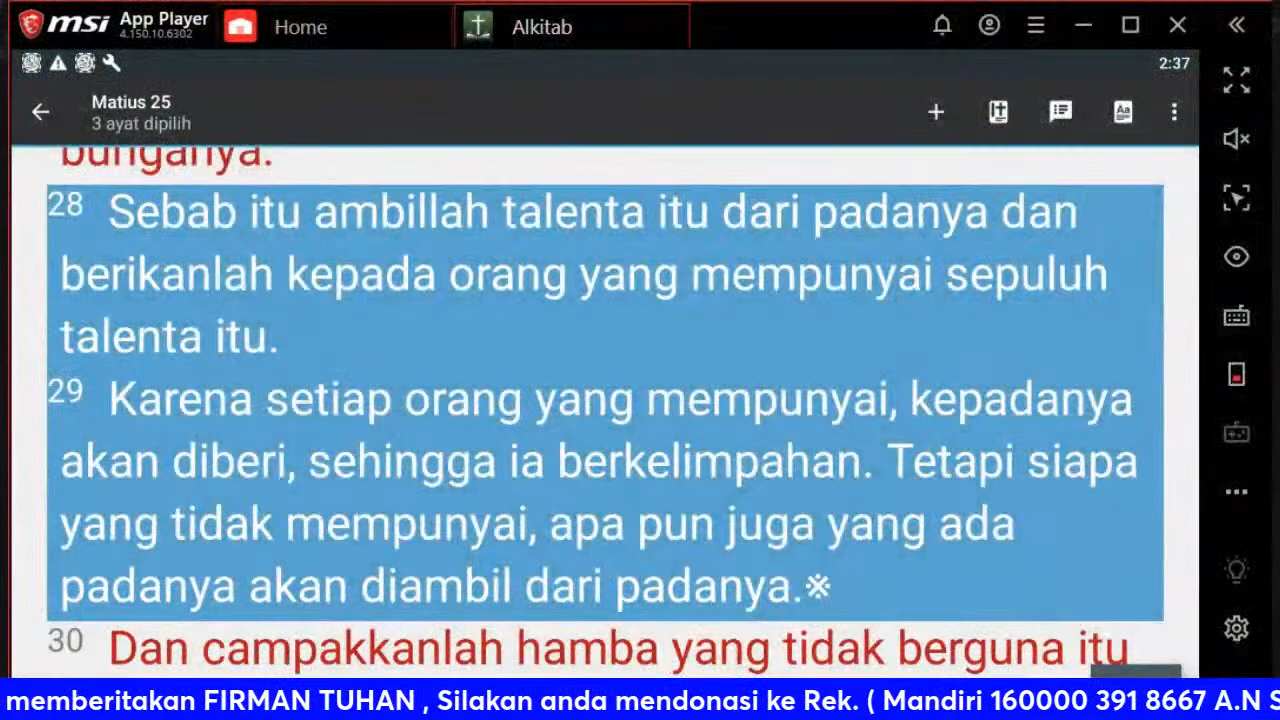 msi App Player
4.150.10.6302
Home
Alkitab
2:37
Matius 25
3 ayat dipilih
bunganya.
28 Sebab itu ambillah talenta itu dari padanya dan
berikanlah kepada orang yang mempunyai sepuluh
talenta itu.
29 Karena setiap orang yang mempunyai, kepadanya
akan diberi, sehingga ia berkelimpahan. Tetapi siapa
yang tidak mempunyai, apa pun juga yang ada
padanya akan diambil dari padanya.※
30 Dan campakkanlah hamba yang tidak berguna itu
memberitakan FIRMAN TUHAN , Silakan anda mendonasi ke Rek. ( Mandiri 160000 391 8667 A.N S